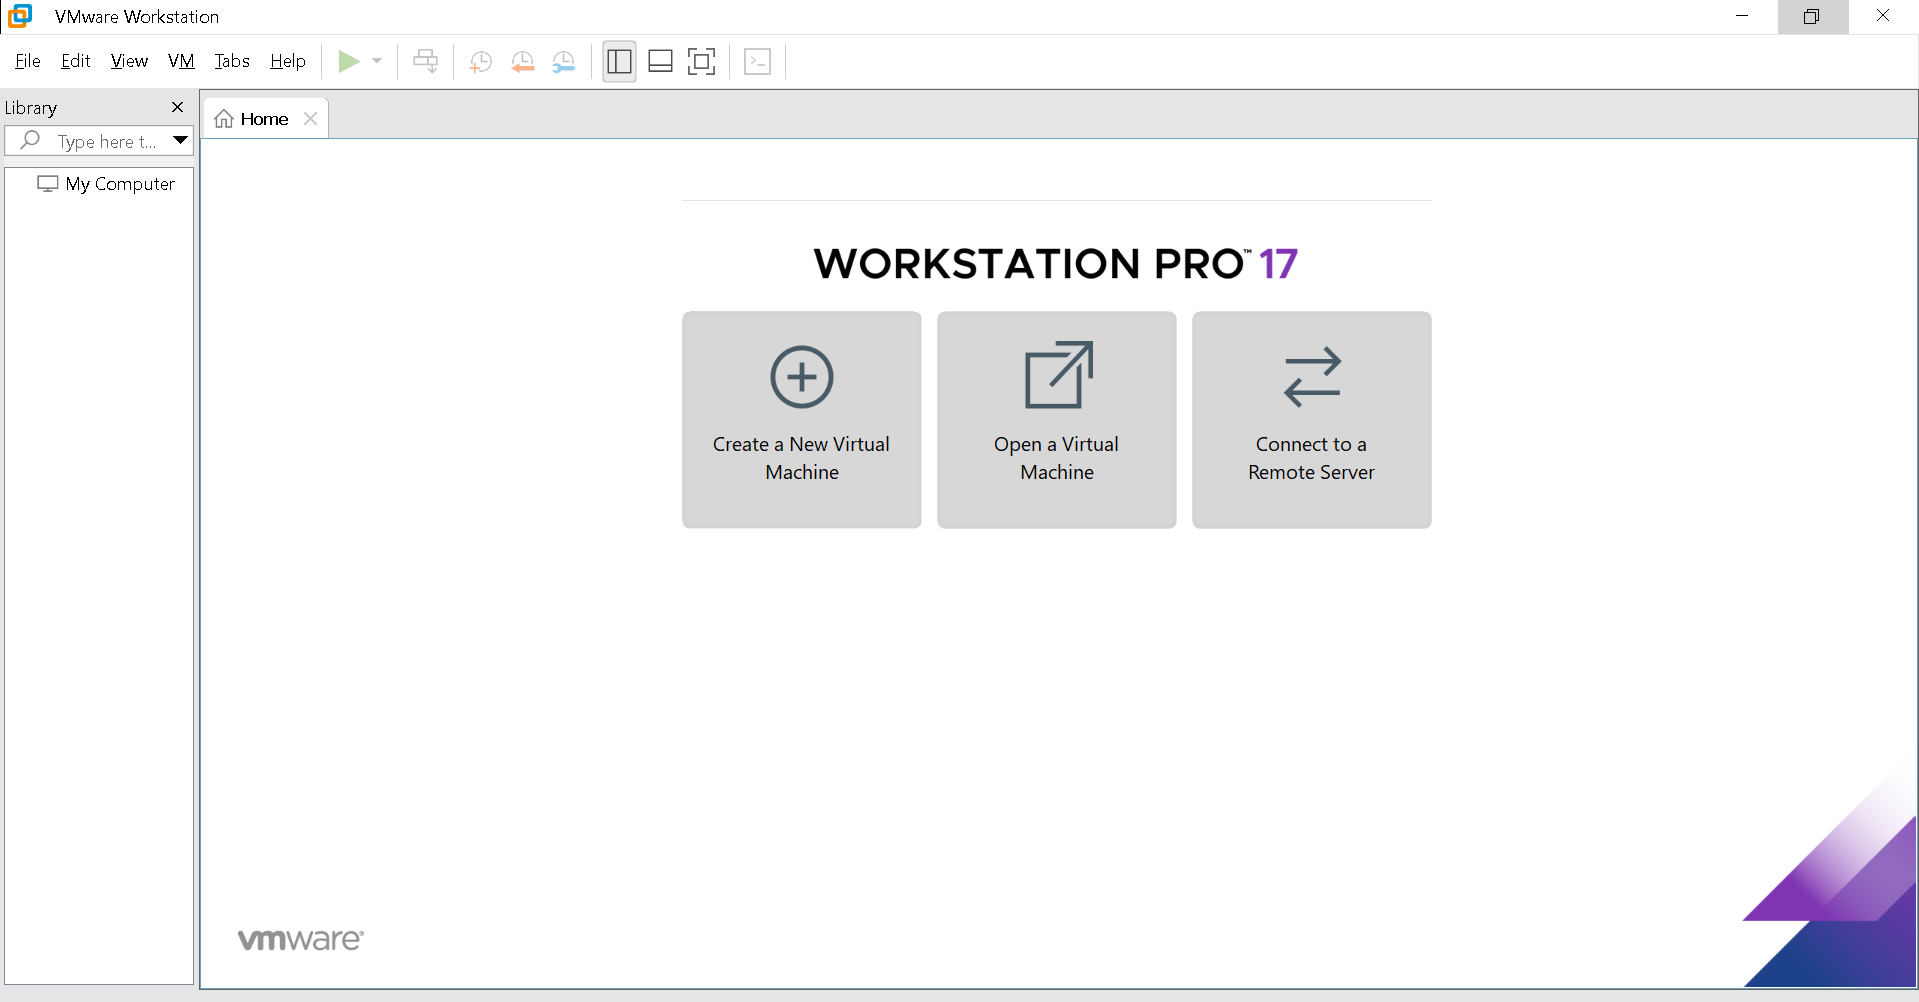 VMware Workstation
File Edit View VM Tabs Help
Library
Type here t...
My Computer
Home
WORKSTATION PRO™ 17
Create a New Virtual
Machine
Open a Virtual
Machine
Connect to a
Remote Server
vmware®